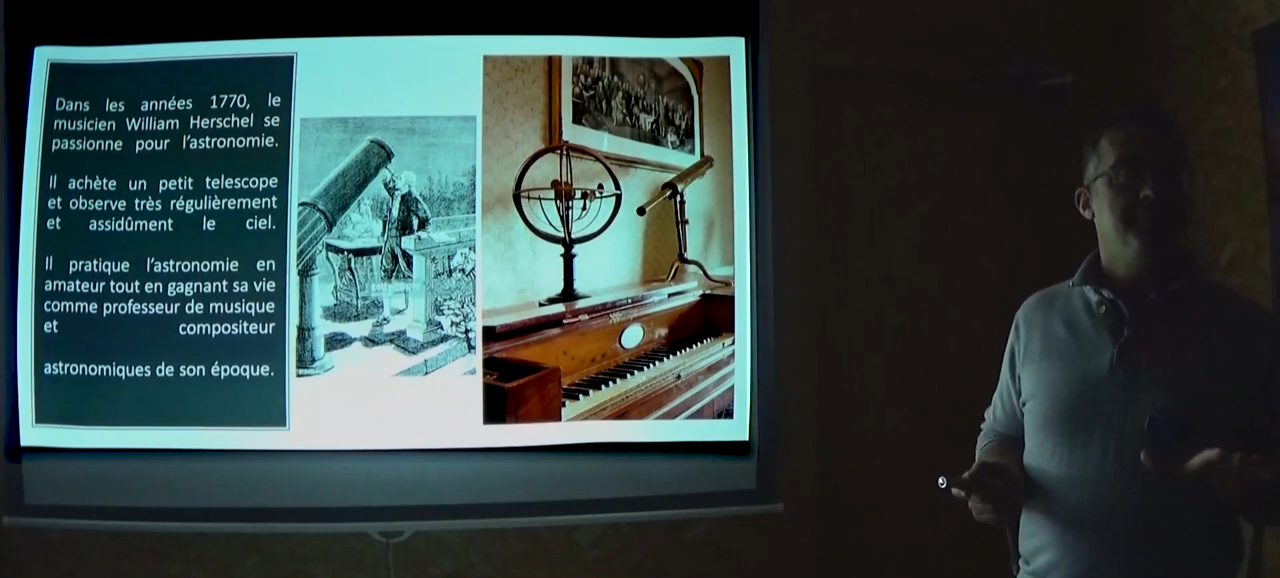 Dans les années 1770, le
musicien William Herschel se
passionne pour l'astronomie.
Il achète un petit telescope
et observe très régulièrement
et assidûment le ciel.
Il pratique l'astronomie en
amateur tout en gagnant sa vie
comme professeur de musique
et compositeur
astronomiques de son époque.